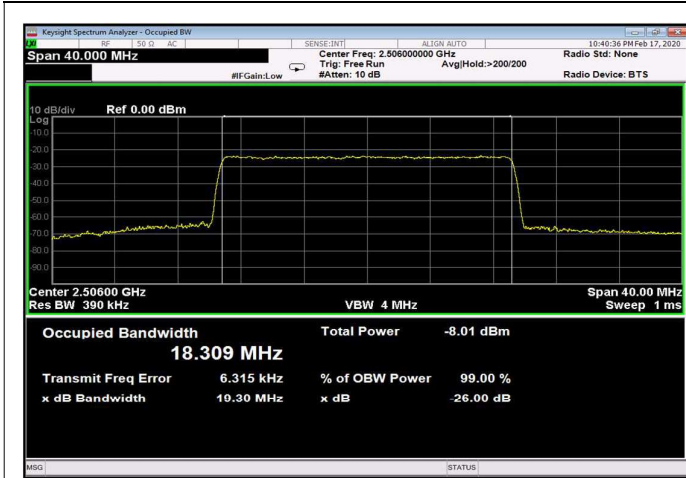 Keysight Spectrum Analyzer - Occupied BW
LXI RF 50 Ω AC SENSE:INT ALIGN AUTO 10:40:36 PM Feb 17, 2020
Span 40.000 MHz Center Freq: 2.506000000 GHz Radio Std: None
Trig: Free Run Avg|Hold:>200/200
#IFGain:Low #Atten: 10 dB Radio Device: BTS
10 dB/div Ref 0.00 dBm
Log
-10.0
-20.0
-30.0
-40.0
-50.0
-60.0
-70.0
-80.0
-90.0
Center 2.50600 GHz Span 40.00 MHz
Res BW 390 kHz VBW 4 MHz Sweep 1 ms
Occupied Bandwidth Total Power -8.01 dBm
18.309 MHz
Transmit Freq Error 6.315 kHz % of OBW Power 99.00 %
x dB Bandwidth 19.30 MHz x dB -26.00 dB
MSG STATUS